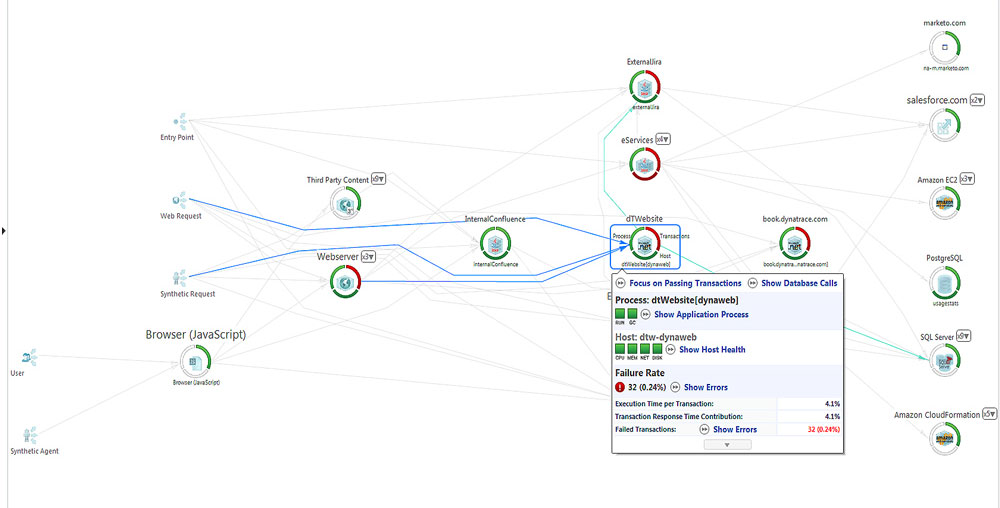 marketo.com
na-m.marketo.com
ExternalJira
externalJira
salesforce.com x2
Entry Point
eServices x4
Third Party Content x9
Amazon EC2 x3
Web Request
InternalConfluence
internalConfluence
dTWebsite
Process Transactions
.net
Host
dtWebsite[dynaweb]
book.dynatrace.com
.net
book.dynatra...natrace.com]
Webserver x3
PostgreSQL
usagestats
Synthetic Request
Focus on Passing Transactions Show Database Calls
Process: dtWebsite[dynaweb]
Show Application Process
RUN GC
Host: dtw-dynaweb
Show Host Health
CPU MEM NET DISK
Browser (JavaScript)
Browser (JavaScript)
SQL Server x9
SQL Server
User
Failure Rate
32 (0.24%) Show Errors
Execution Time per Transaction: 4.1%
Transaction Response Time Contribution: 4.1%
Failed Transactions: Show Errors 32 (0.24%)
Amazon CloudFormation x5
Synthetic Agent